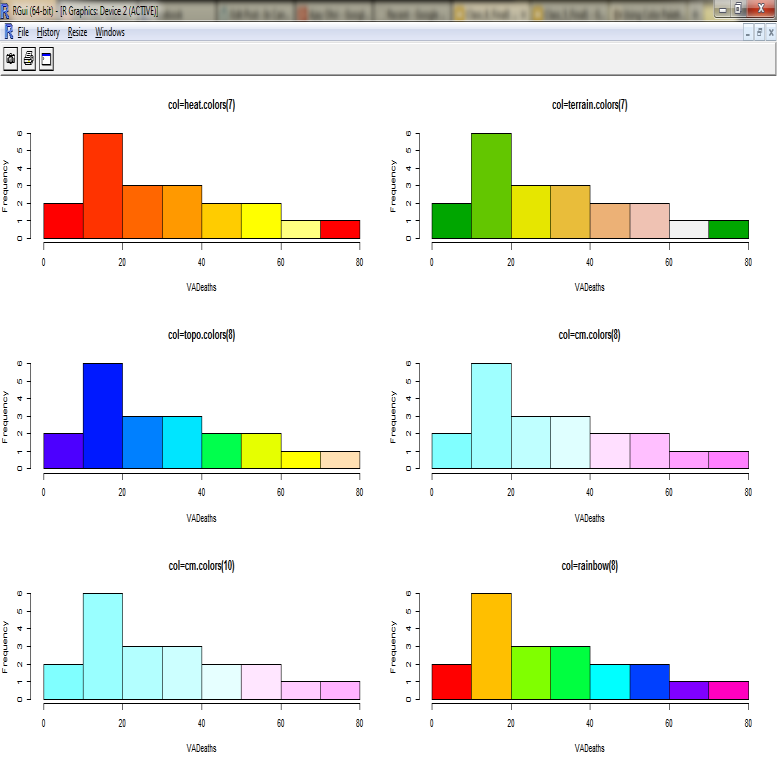 RGui (64-bit) - [R Graphics: Device 2 (ACTIVE)]
File History Resize Windows
col=heat.colors(7)
Frequency
0 1 2 3 4 5 6
0 20 40 60 80
VADeaths
col=terrain.colors(7)
Frequency
0 1 2 3 4 5 6
0 20 40 60 80
VADeaths
col=topo.colors(8)
Frequency
0 1 2 3 4 5 6
0 20 40 60 80
VADeaths
col=cm.colors(8)
Frequency
0 1 2 3 4 5 6
0 20 40 60 80
VADeaths
col=cm.colors(10)
Frequency
0 1 2 3 4 5 6
0 20 40 60 80
VADeaths
col=rainbow(8)
Frequency
0 1 2 3 4 5 6
0 20 40 60 80
VADeaths